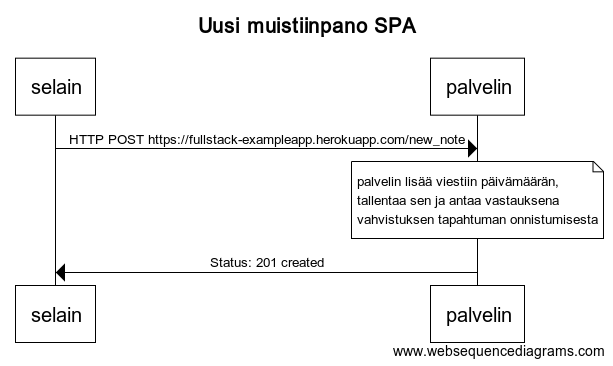 Uusi muistiinpano SPA
selain
palvelin
HTTP POST https://fullstack-exampleapp.herokuapp.com/new_note
palvelin lisää viestiin päivämäärän,
tallentaa sen ja antaa vastauksena
vahvistuksen tapahtuman onnistumisesta
Status: 201 created
selain
palvelin
www.websequencediagrams.com